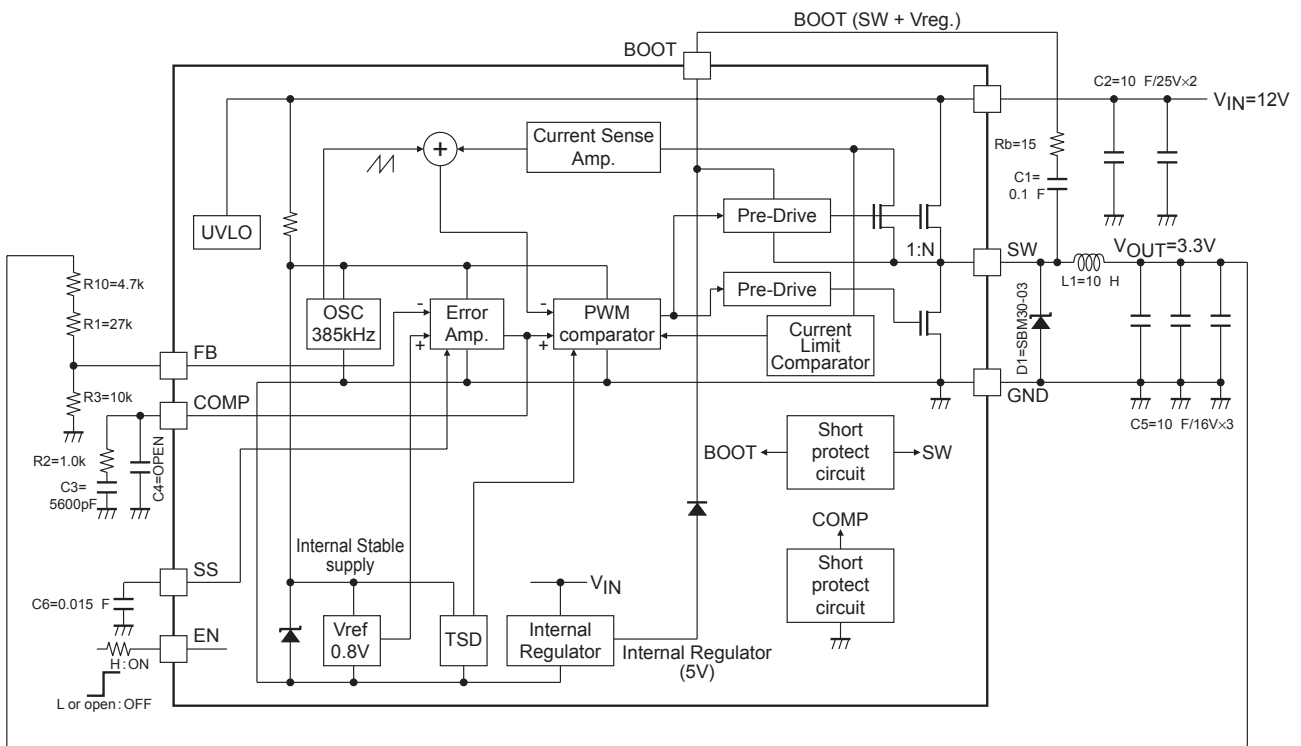 BOOT (SW + Vreg.)
BOOT
C2=10 F/25V×2
VIN=12V
Current Sense
Amp.
+
Rb=15
C1=
0.1 F
UVLO
Pre-Drive
1:N
SW
VOUT=3.3V
L1=10 H
R10=4.7k
R1=27k
OSC
385kHz
-
Error
Amp.
+
-
PWM
comparator
+
Pre-Drive
Current
Limit
Comparator
D1=SBM30-03
FB
R3=10k
COMP
GND
C5=10 F/16V×3
R2=1.0k
C3=
5600pF
C4=OPEN
BOOT
Short
protect
circuit
SW
COMP
Short
protect
circuit
Internal Stable
supply
SS
C6=0.015 F
VIN
Vref
0.8V
TSD
Internal
Regulator
Internal Regulator
(5V)
EN
H:ON
L or open:OFF